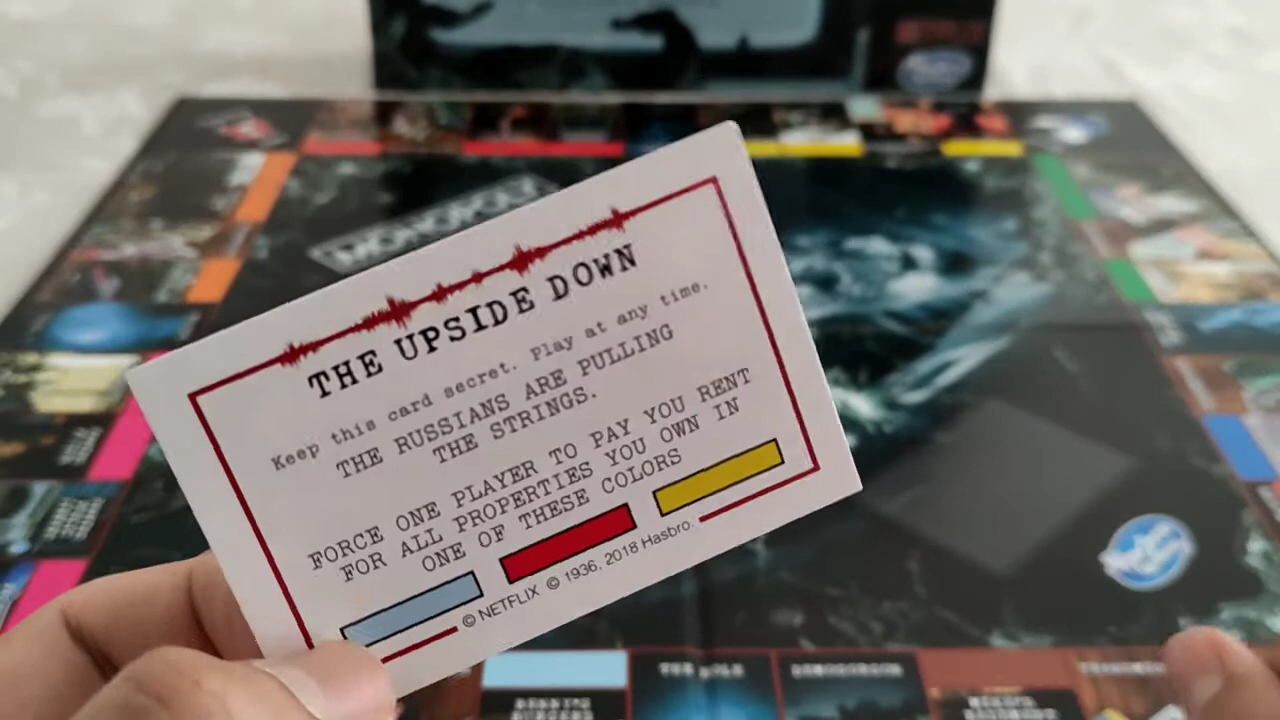 NETFLIX
MONOPOLY
THE UPSIDE DOWN
Keep this card secret. Play at any time.
THE RUSSIANS ARE PULLING
THE STRINGS.
FORCE ONE PLAYER TO PAY YOU RENT
FOR ALL PROPERTIES YOU OWN IN
ONE OF THESE COLORS
© NETFLIX © 1936, 2018 Hasbro.